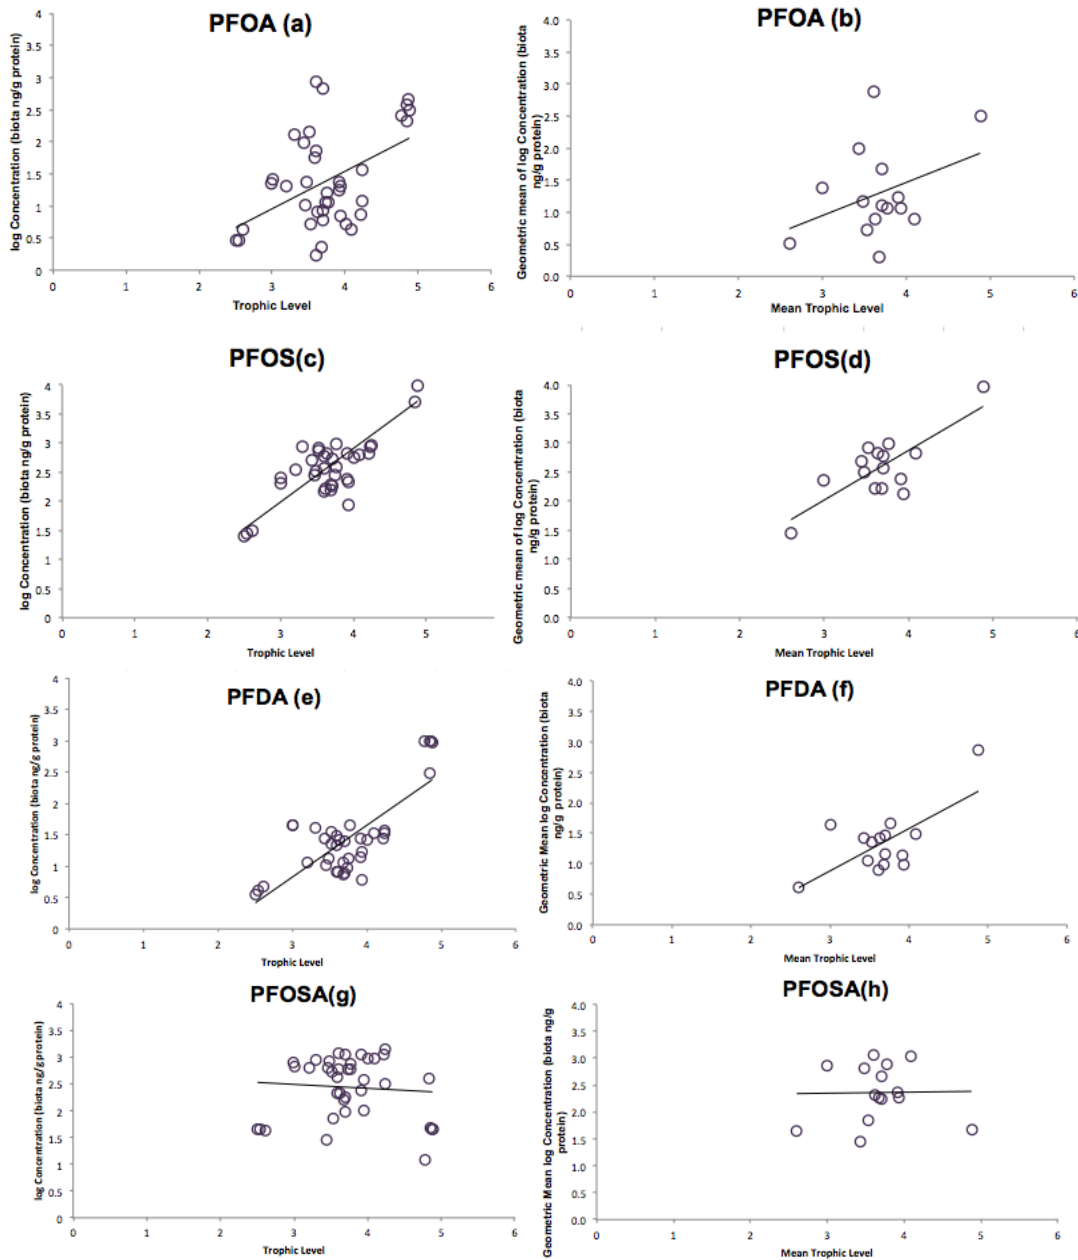 PFOA (a)
log Concentration (biota ng/g protein)
4
3.5
3
2.5
2
1.5
1
0.5
0
0 1 2 3 4 5 6
Trophic Level
PFOA (b)
Geometric mean of log Concentration (biota
ng/g protein)
4.0
3.5
3.0
2.5
2.0
1.5
1.0
0.5
0.0
0 1 2 3 4 5 6
Mean Trophic Level
PFOS(c)
log Concentration (biota ng/g protein)
4
3.5
3
2.5
2
1.5
1
0.5
0
0 1 2 3 4 5
Trophic Level
PFOS(d)
Geometric mean of log Concentration (biota
ng/g protein)
4.0
3.5
3.0
2.5
2.0
1.5
1.0
0.5
0.0
0 1 2 3 4 5 6
Mean Trophic Level
PFDA (e)
log Concentration (biota ng/g protein)
4
3.5
3
2.5
2
1.5
1
0.5
0
0 1 2 3 4 5 6
Trophic Level
PFDA (f)
Geometric Mean log Concentration (biota
ng/g protein)
4.0
3.5
3.0
2.5
2.0
1.5
1.0
0.5
0.0
0 1 2 3 4 5 6
Mean Trophic Level
PFOSA(g)
log Concentration (biota ng/g protein)
4
3.5
3
2.5
2
1.5
1
0.5
0
0 1 2 3 4 5 6
Trophic Level
PFOSA(h)
Geometric Mean log Concentration (biota ng/g
protein)
4.0
3.5
3.0
2.5
2.0
1.5
1.0
0.5
0.0
0 1 2 3 4 5 6
Mean Trophic Level